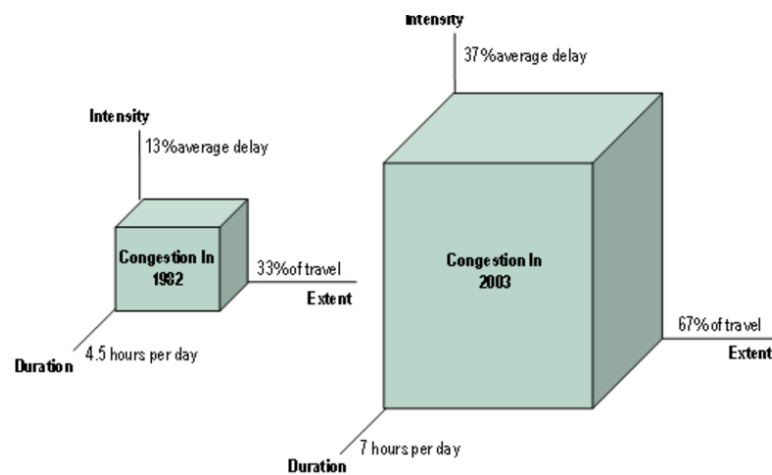 Intensity
37% average delay
Intensity
13% average delay
Congestion In
1982
33% of travel
Extent
Duration
4.5 hours per day
Congestion In
2003
67% of travel
Extent
Duration
7 hours per day